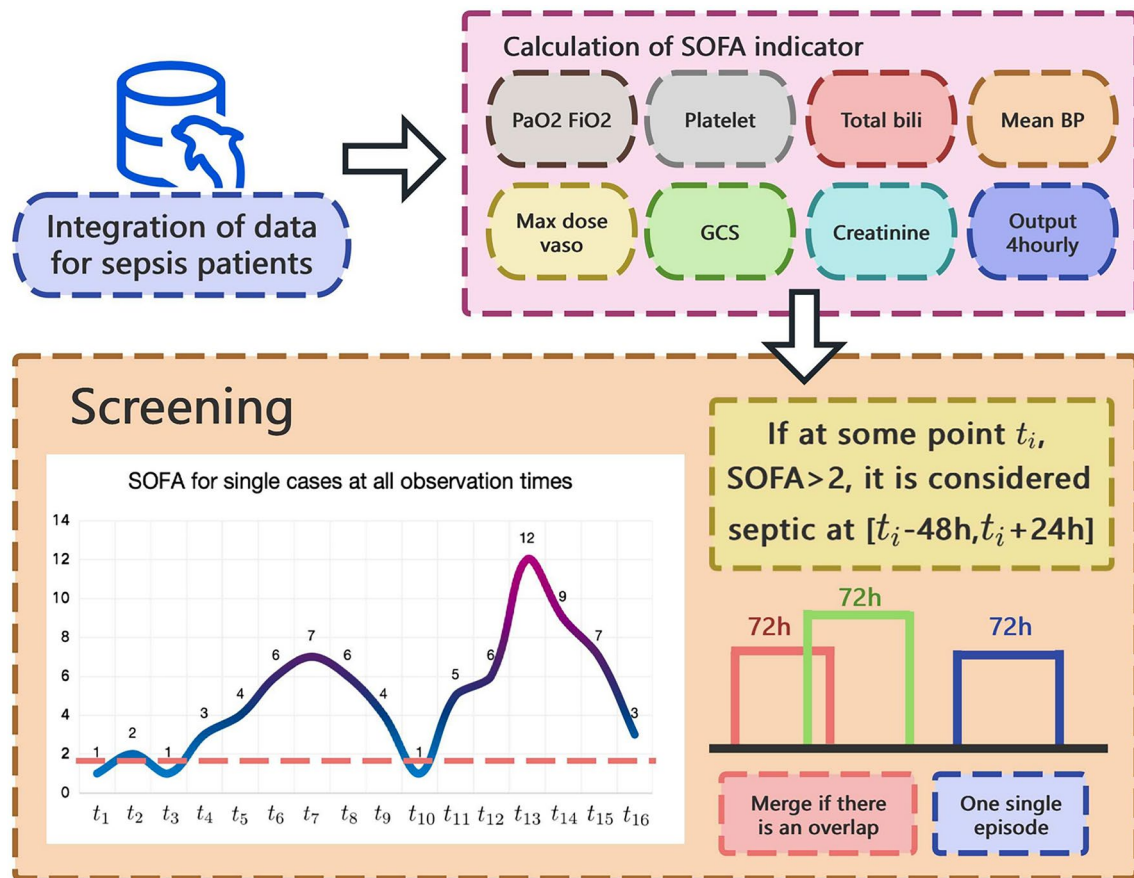 Integration of data
for sepsis patients
Calculation of SOFA indicator
PaO2 FiO2
Platelet
Total bili
Mean BP
Max dose
vaso
GCS
Creatinine
Output
4hourly
Screening
SOFA for single cases at all observation times
14
12
10
8
6
4
2
0
1
2
1
3
4
6
7
6
4
1
5
6
12
9
7
3
t₁ t₂ t₃ t₄ t₅ t₆ t₇ t₈ t₉ t₁₀ t₁₁ t₁₂ t₁₃ t₁₄ t₁₅ t₁₆
If at some point tᵢ,
SOFA>2, it is considered
septic at [tᵢ-48h,tᵢ+24h]
72h
72h
72h
Merge if there
is an overlap
One single
episode